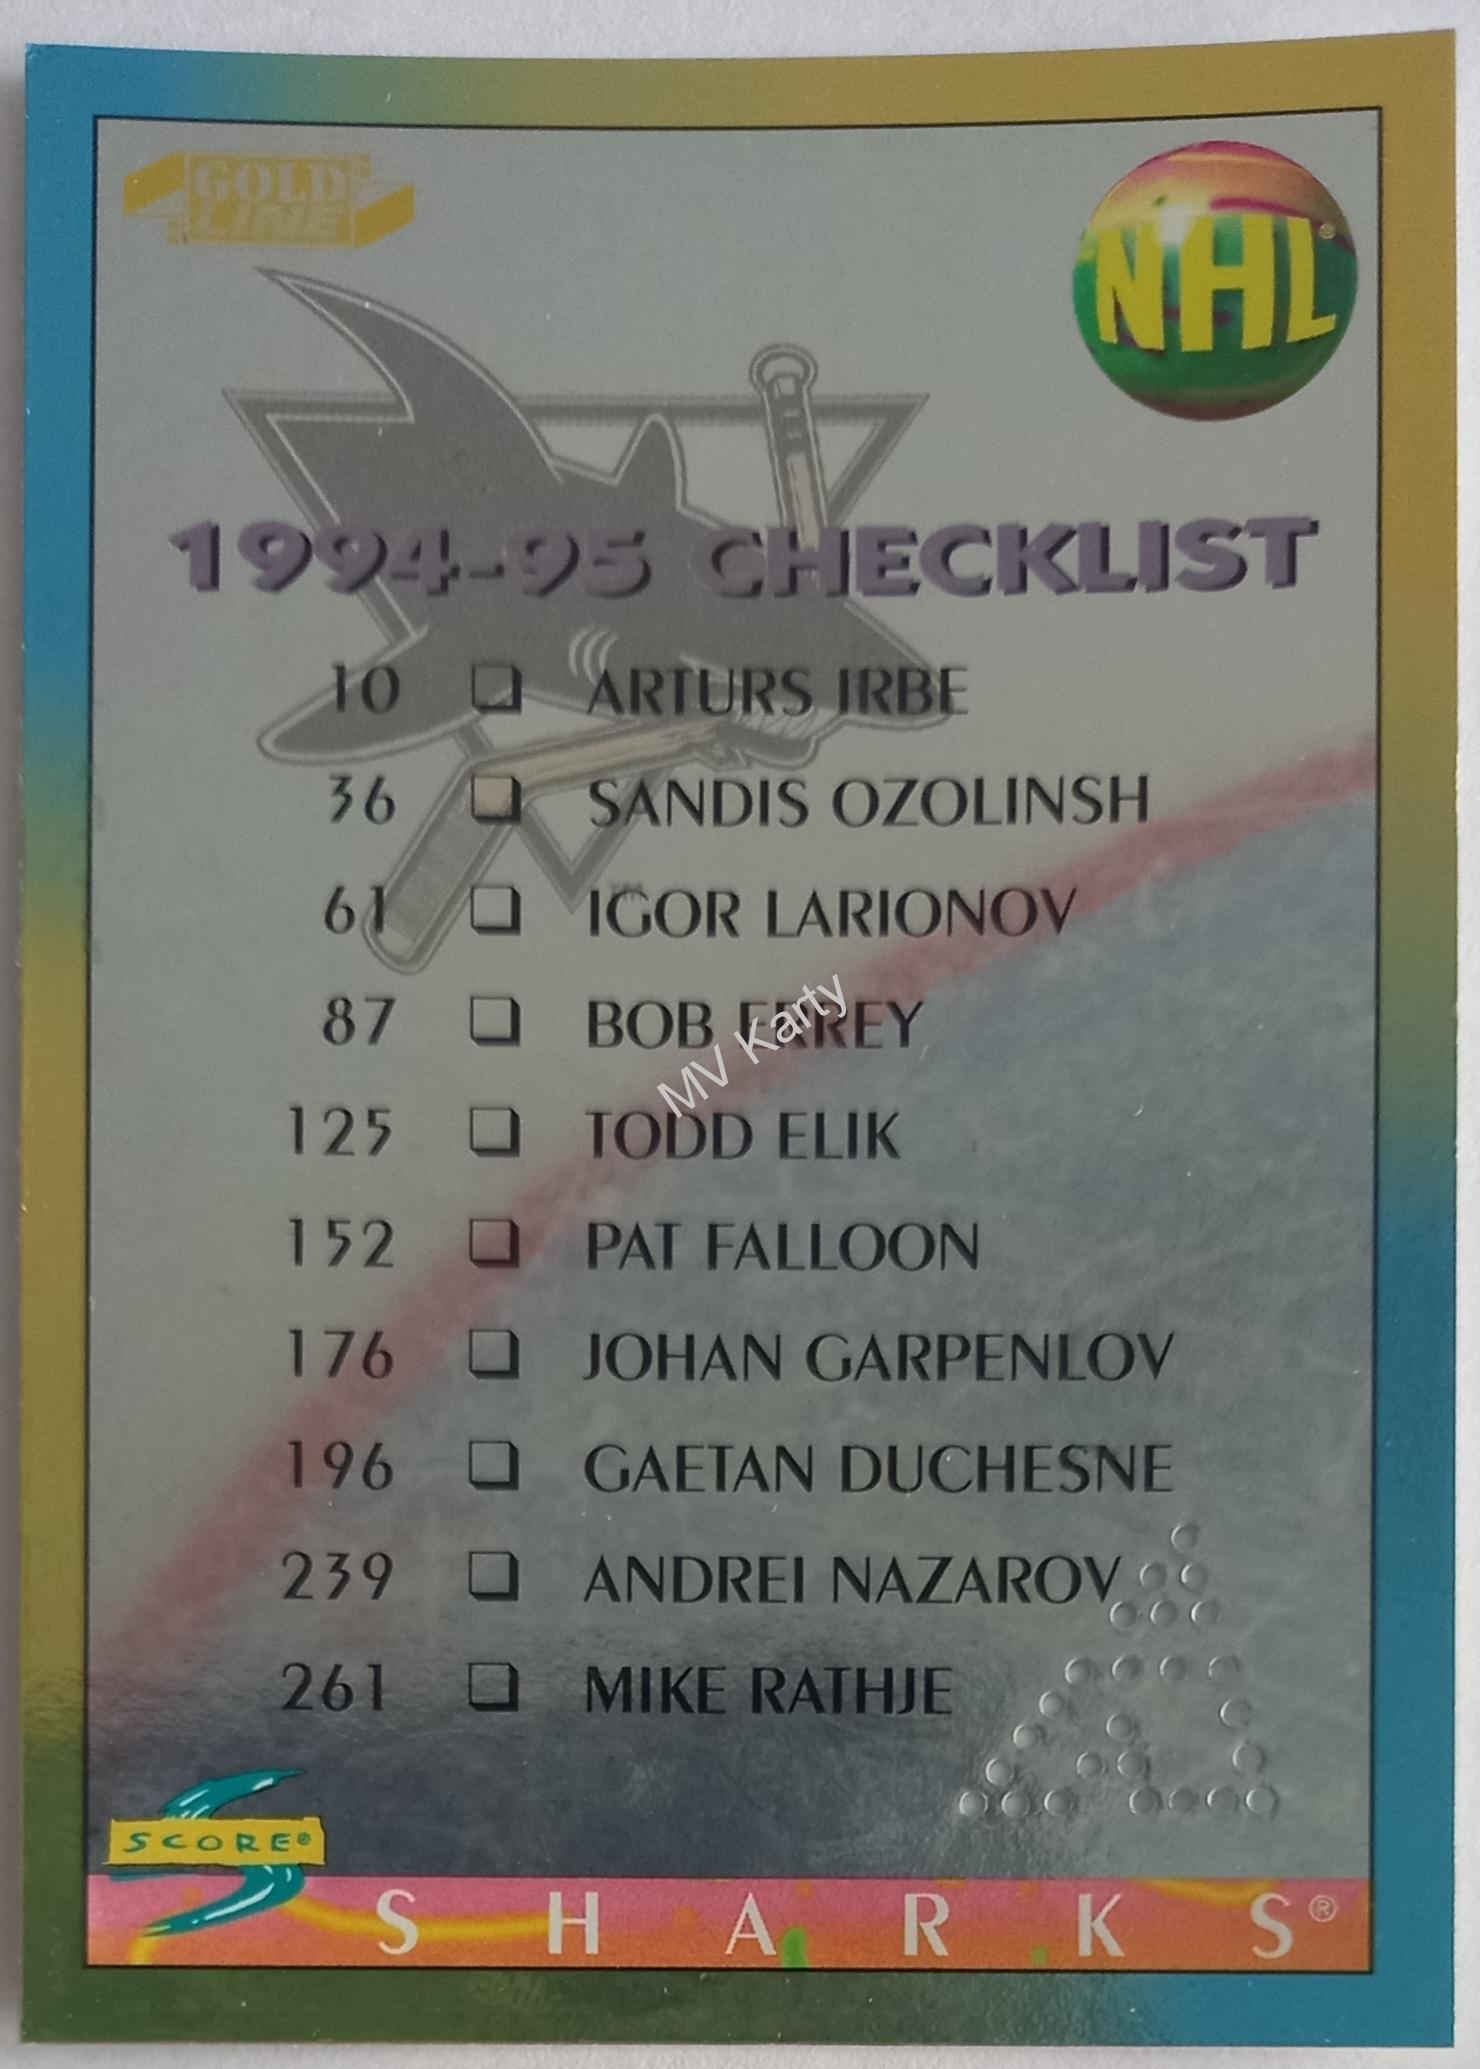 GOLD
LINE
NHL®
1994-95 CHECKLIST
10 ❏ ARTURS IRBE
36 ❏ SANDIS OZOLINSH
61 ❏ IGOR LARIONOV
87 ❏ BOB ERREY
125 ❏ TODD ELIK
152 ❏ PAT FALLOON
176 ❏ JOHAN GARPENLOV
196 ❏ GAETAN DUCHESNE
239 ❏ ANDREI NAZAROV
261 ❏ MIKE RATHJE
TM
MV Karty
SCORE®
SHARKS®